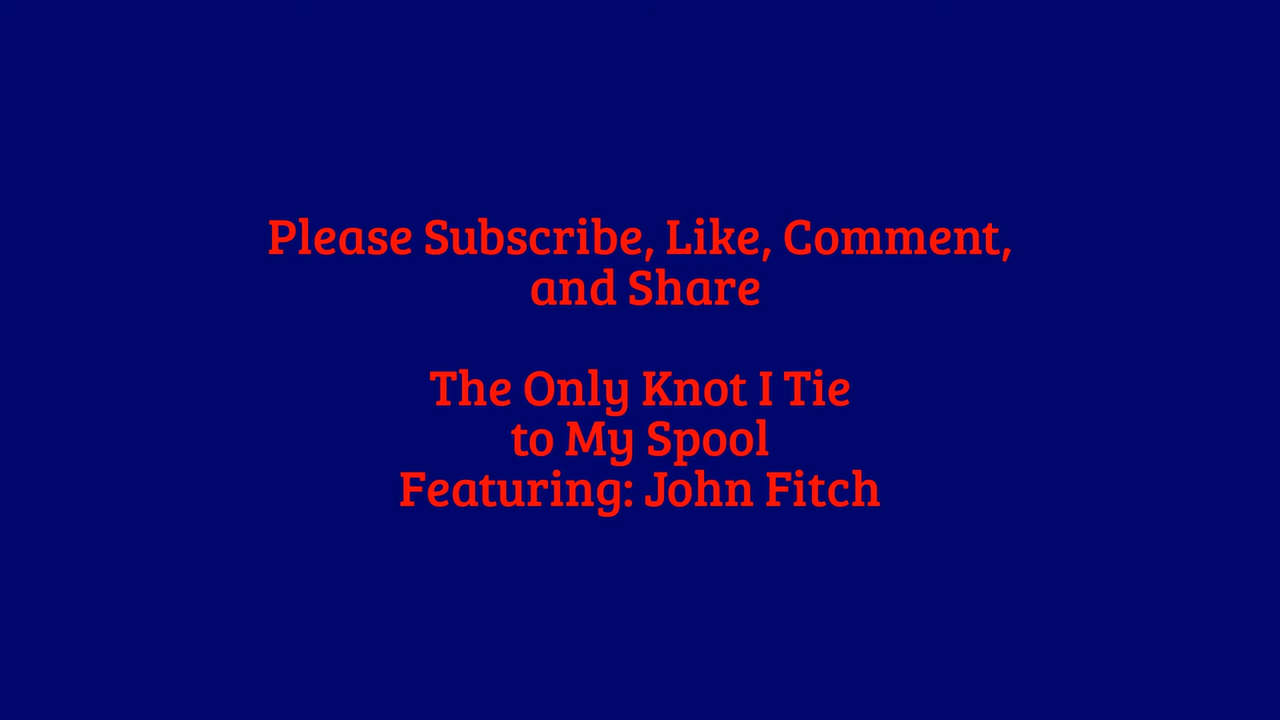 Please Subscribe, Like, Comment,
and Share
The Only Knot I Tie
to My Spool
Featuring: John Fitch